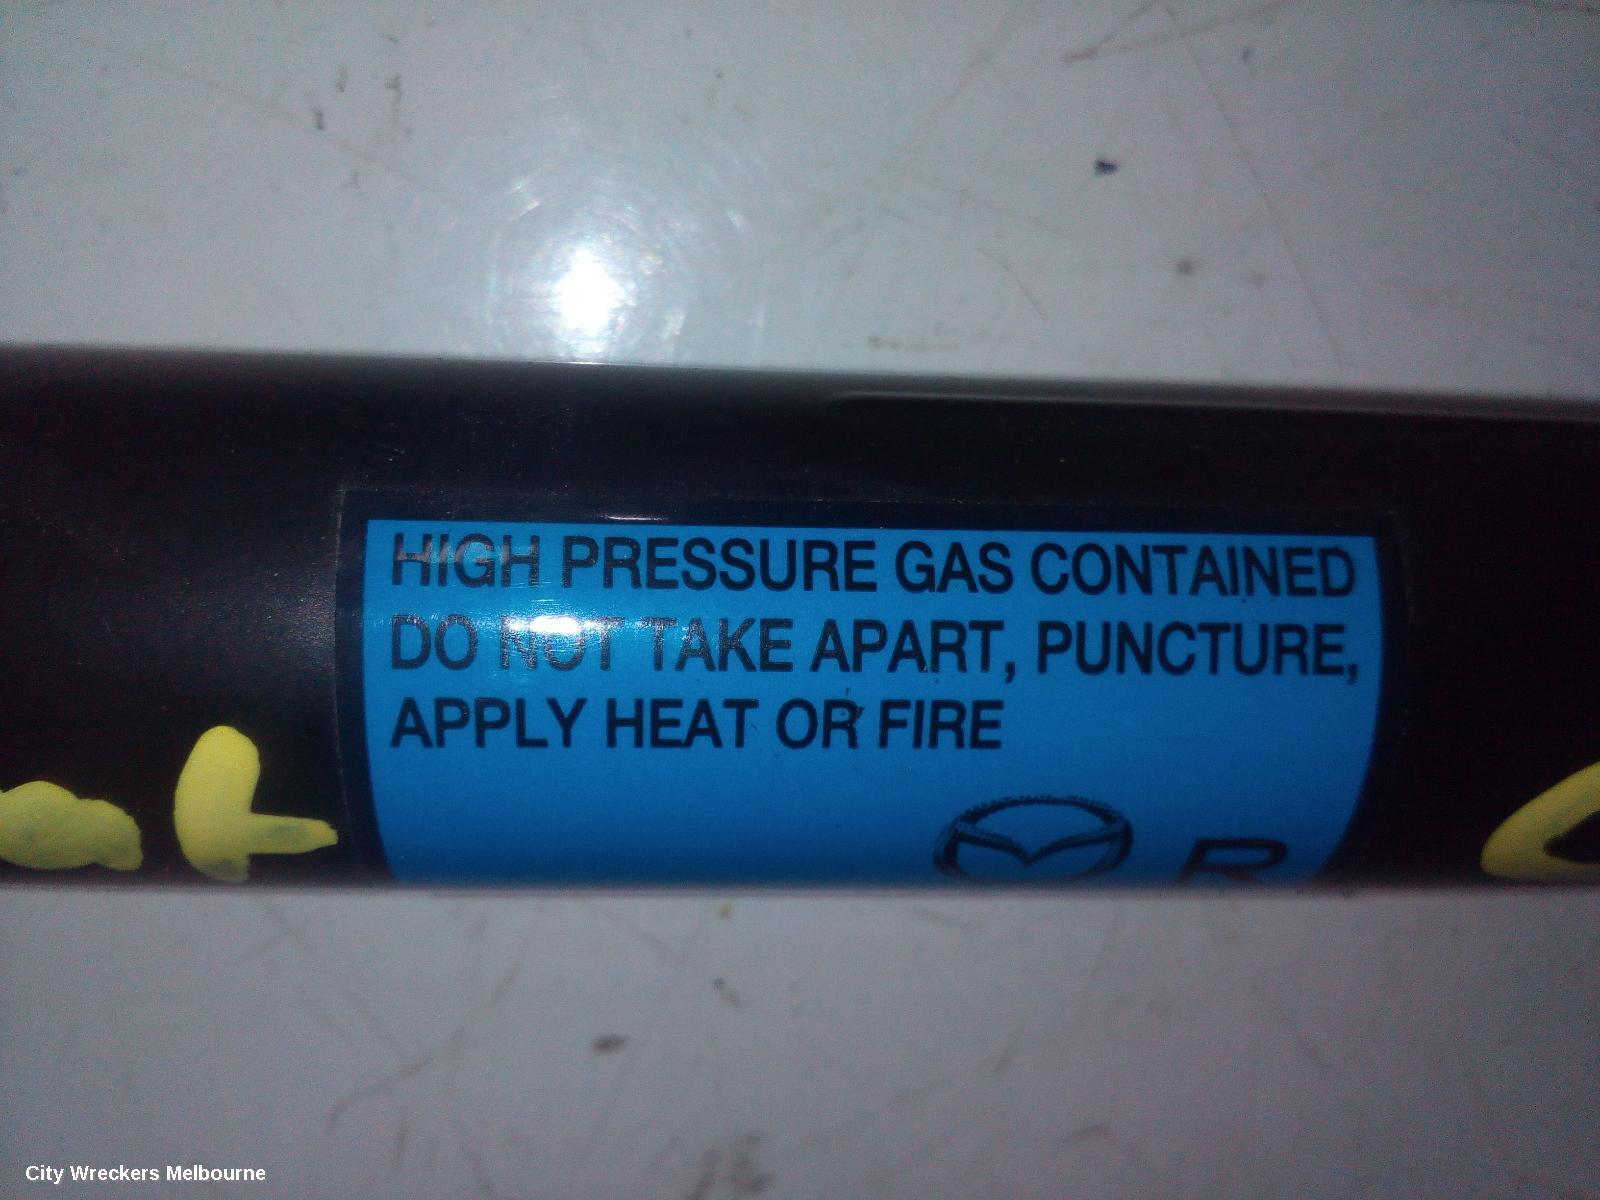 HIGH PRESSURE GAS CONTAINED
DO NOT TAKE APART, PUNCTURE,
APPLY HEAT OR FIRE
R
City Wreckers Melbourne